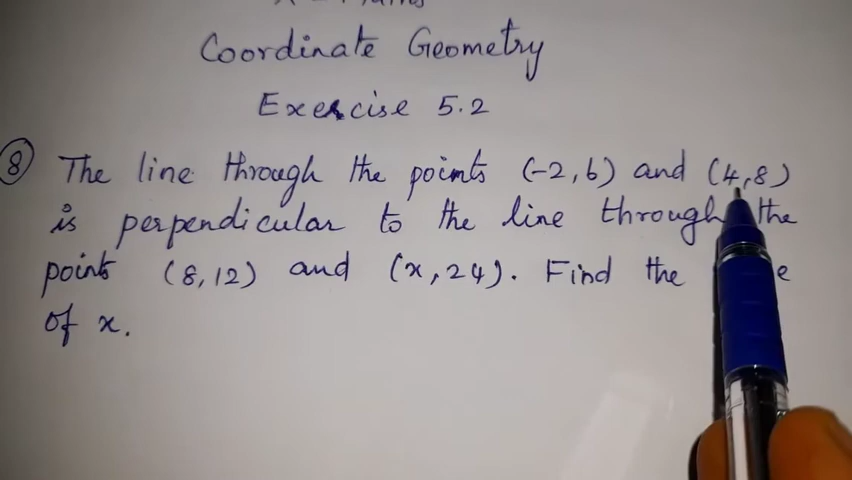 Coordinate Geometry
Exercise 5.2
8 The line through the points (-2, 6) and (4, 8)
is perpendicular to the line through the
points (8, 12) and (x, 24). Find the
of x.